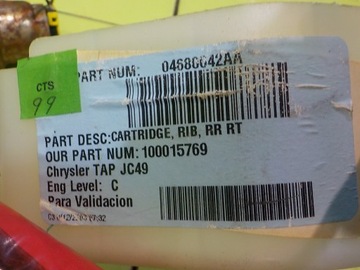 CTS
99
PART NUM:
PART DESC:CARTRIDGE, RIB, RR RT
OUR PART NUM:100015769
Chrysler TAP JC49
Eng Level: C
Para Validacion